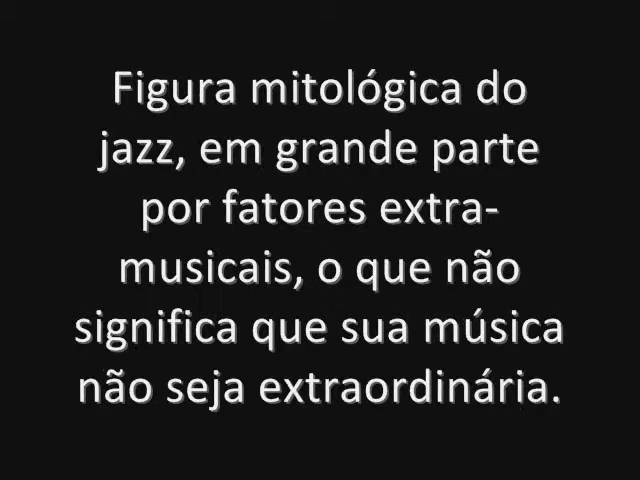 Figura mitológica do
jazz, em grande parte
por fatores extra-
musicais, o que não
significa que sua música
não seja extraordinária.